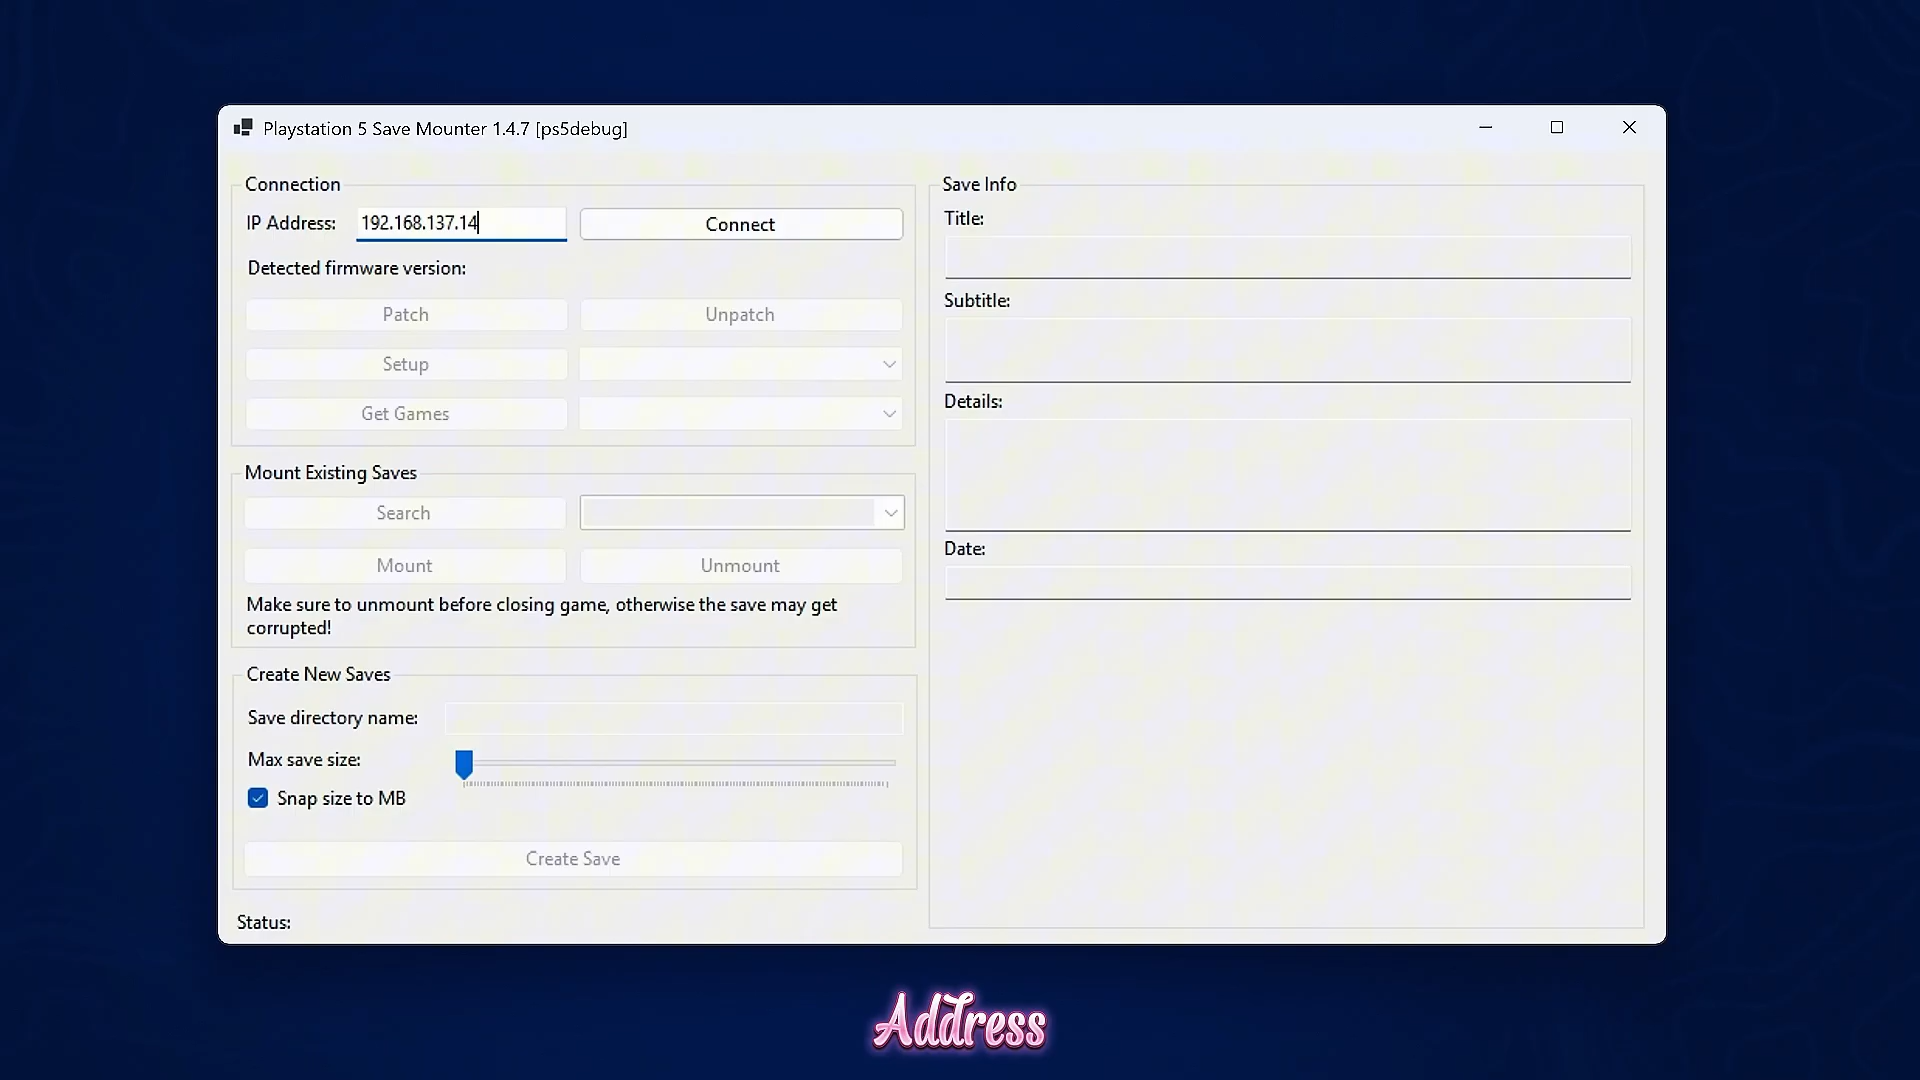 Playstation 5 Save Mounter 1.4.7 [ps5debug]
Connection
IP Address: 192.168.137.14 Connect
Detected firmware version:
Patch Unpatch
Setup
Get Games
Mount Existing Saves
Search
Mount Unmount
Make sure to unmount before closing game, otherwise the save may get
corrupted!
Create New Saves
Save directory name:
Max save size:
Snap size to MB
Create Save
Status:
Save Info
Title:
Subtitle:
Details:
Date:
Address